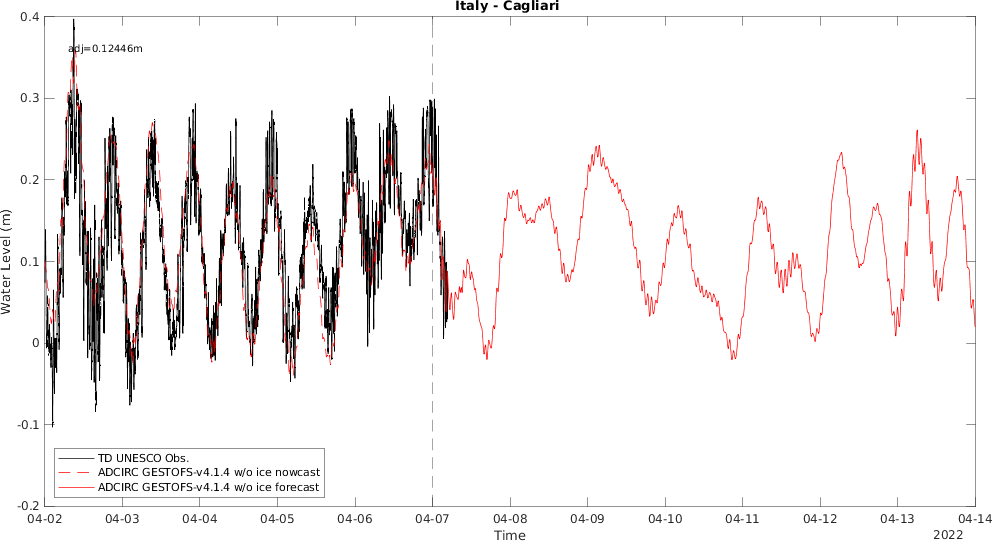 Italy - Cagliari
adj=0.12446m
0.4
0.3
0.2
0.1
0
-0.1
-0.2
Water Level (m)
TD UNESCO Obs.
ADCIRC GESTOFS-v4.1.4 w/o ice nowcast
ADCIRC GESTOFS-v4.1.4 w/o ice forecast
04-02 04-03 04-04 04-05 04-06 04-07 04-08 04-09 04-10 04-11 04-12 04-13 04-14
Time
2022